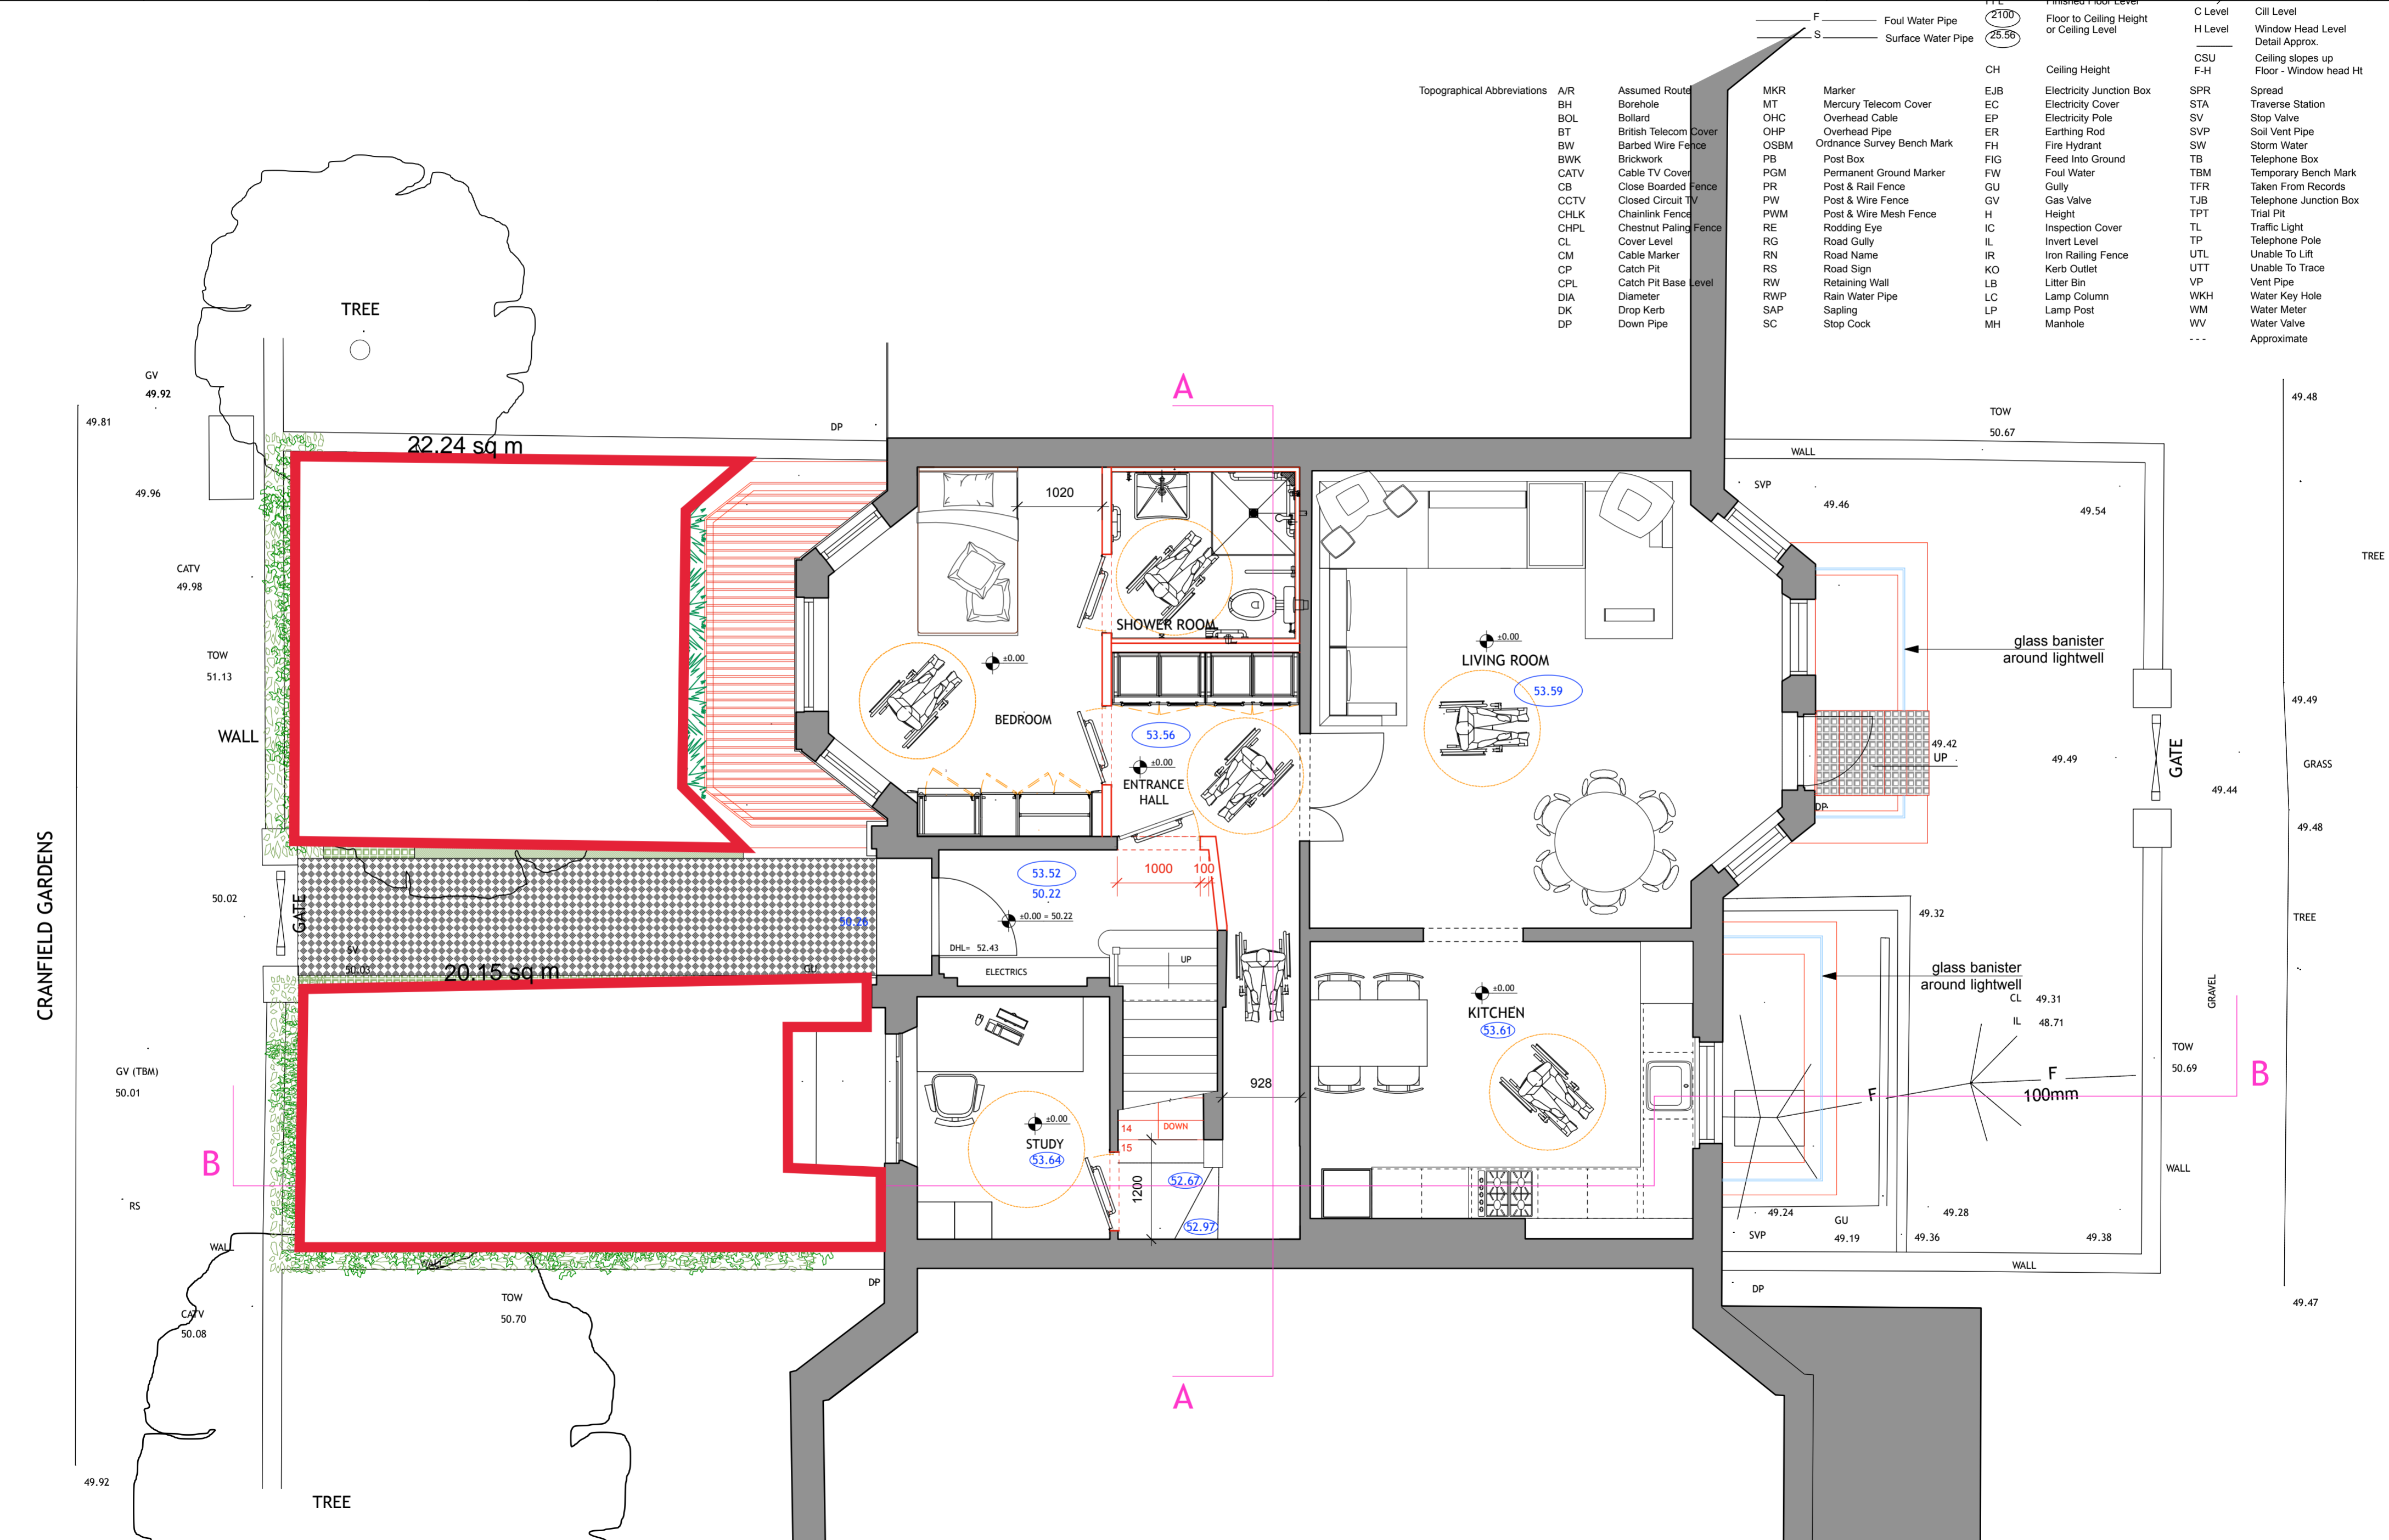 F Foul Water Pipe
S Surface Water Pipe
FFL Finished Floor Level
2100 Floor to Ceiling Height
25.56 or Ceiling Level
CH Ceiling Height
C Level Cill Level
H Level Window Head Level
Detail Approx.
CSU Ceiling slopes up
F-H Floor - Window head Ht
Topographical Abbreviations
A/R Assumed Route
BH Borehole
BOL Bollard
BT British Telecom Cover
BW Barbed Wire Fence
BWK Brickwork
CATV Cable TV Cover
CB Close Boarded Fence
CCTV Closed Circuit TV
CHLK Chainlink Fence
CHPL Chestnut Paling Fence
CL Cover Level
CM Cable Marker
CP Catch Pit
CPL Catch Pit Base Level
DIA Diameter
DK Drop Kerb
DP Down Pipe
MKR Marker
MT Mercury Telecom Cover
OHC Overhead Cable
OHP Overhead Pipe
OSBM Ordnance Survey Bench Mark
PB Post Box
PGM Permanent Ground Marker
PR Post & Rail Fence
PW Post & Wire Fence
PWM Post & Wire Mesh Fence
RE Rodding Eye
RG Road Gully
RN Road Name
RS Road Sign
RW Retaining Wall
RWP Rain Water Pipe
SAP Sapling
SC Stop Cock
EJB Electricity Junction Box
EC Electricity Cover
EP Electricity Pole
ER Earthing Rod
FH Fire Hydrant
FIG Feed Into Ground
FW Foul Water
GU Gully
GV Gas Valve
H Height
IC Inspection Cover
IL Invert Level
IR Iron Railing Fence
KO Kerb Outlet
LB Litter Bin
LC Lamp Column
LP Lamp Post
MH Manhole
SPR Spread
STA Traverse Station
SV Stop Valve
SVP Soil Vent Pipe
SW Storm Water
TB Telephone Box
TBM Temporary Bench Mark
TFR Taken From Records
TJB Telephone Junction Box
TPT Trial Pit
TL Traffic Light
TP Telephone Pole
UTL Unable To Lift
UTT Unable To Trace
VP Vent Pipe
WKH Water Key Hole
WM Water Meter
WV Water Valve
- - - Approximate
TREE
GV
49.92
49.81
49.96
CATV
49.98
TOW
51.13
WALL
CRANFIELD GARDENS
50.02
GATE
GV (TBM)
50.01
B
RS
WALL
CATV
50.08
49.92
TREE
22.24 sq m
20.15 sq m
SV
50.03
50.26
GU
WALL
TOW
50.70
DP
DP
A
1020
SHOWER ROOM
±0.00
BEDROOM
53.56
±0.00
ENTRANCE
HALL
53.52
50.22
1000
100
±0.00 = 50.22
DHL= 52.43
ELECTRICS
UP
±0.00
STUDY
53.64
14
DOWN
15
928
1200
52.67
52.97
A
±0.00
LIVING ROOM
53.59
±0.00
KITCHEN
53.61
TOW
50.67
WALL
SVP
49.46
49.54
49.48
TREE
glass banister
around lightwell
49.42
UP
49.49
49.49
GATE
GRASS
49.44
49.48
DP
49.32
TREE
glass banister
around lightwell
CL 49.31
IL 48.71
GRAVEL
F
F
100mm
TOW
50.69
B
WALL
49.24
GU
49.28
SVP
49.19
49.36
49.38
WALL
DP
49.47